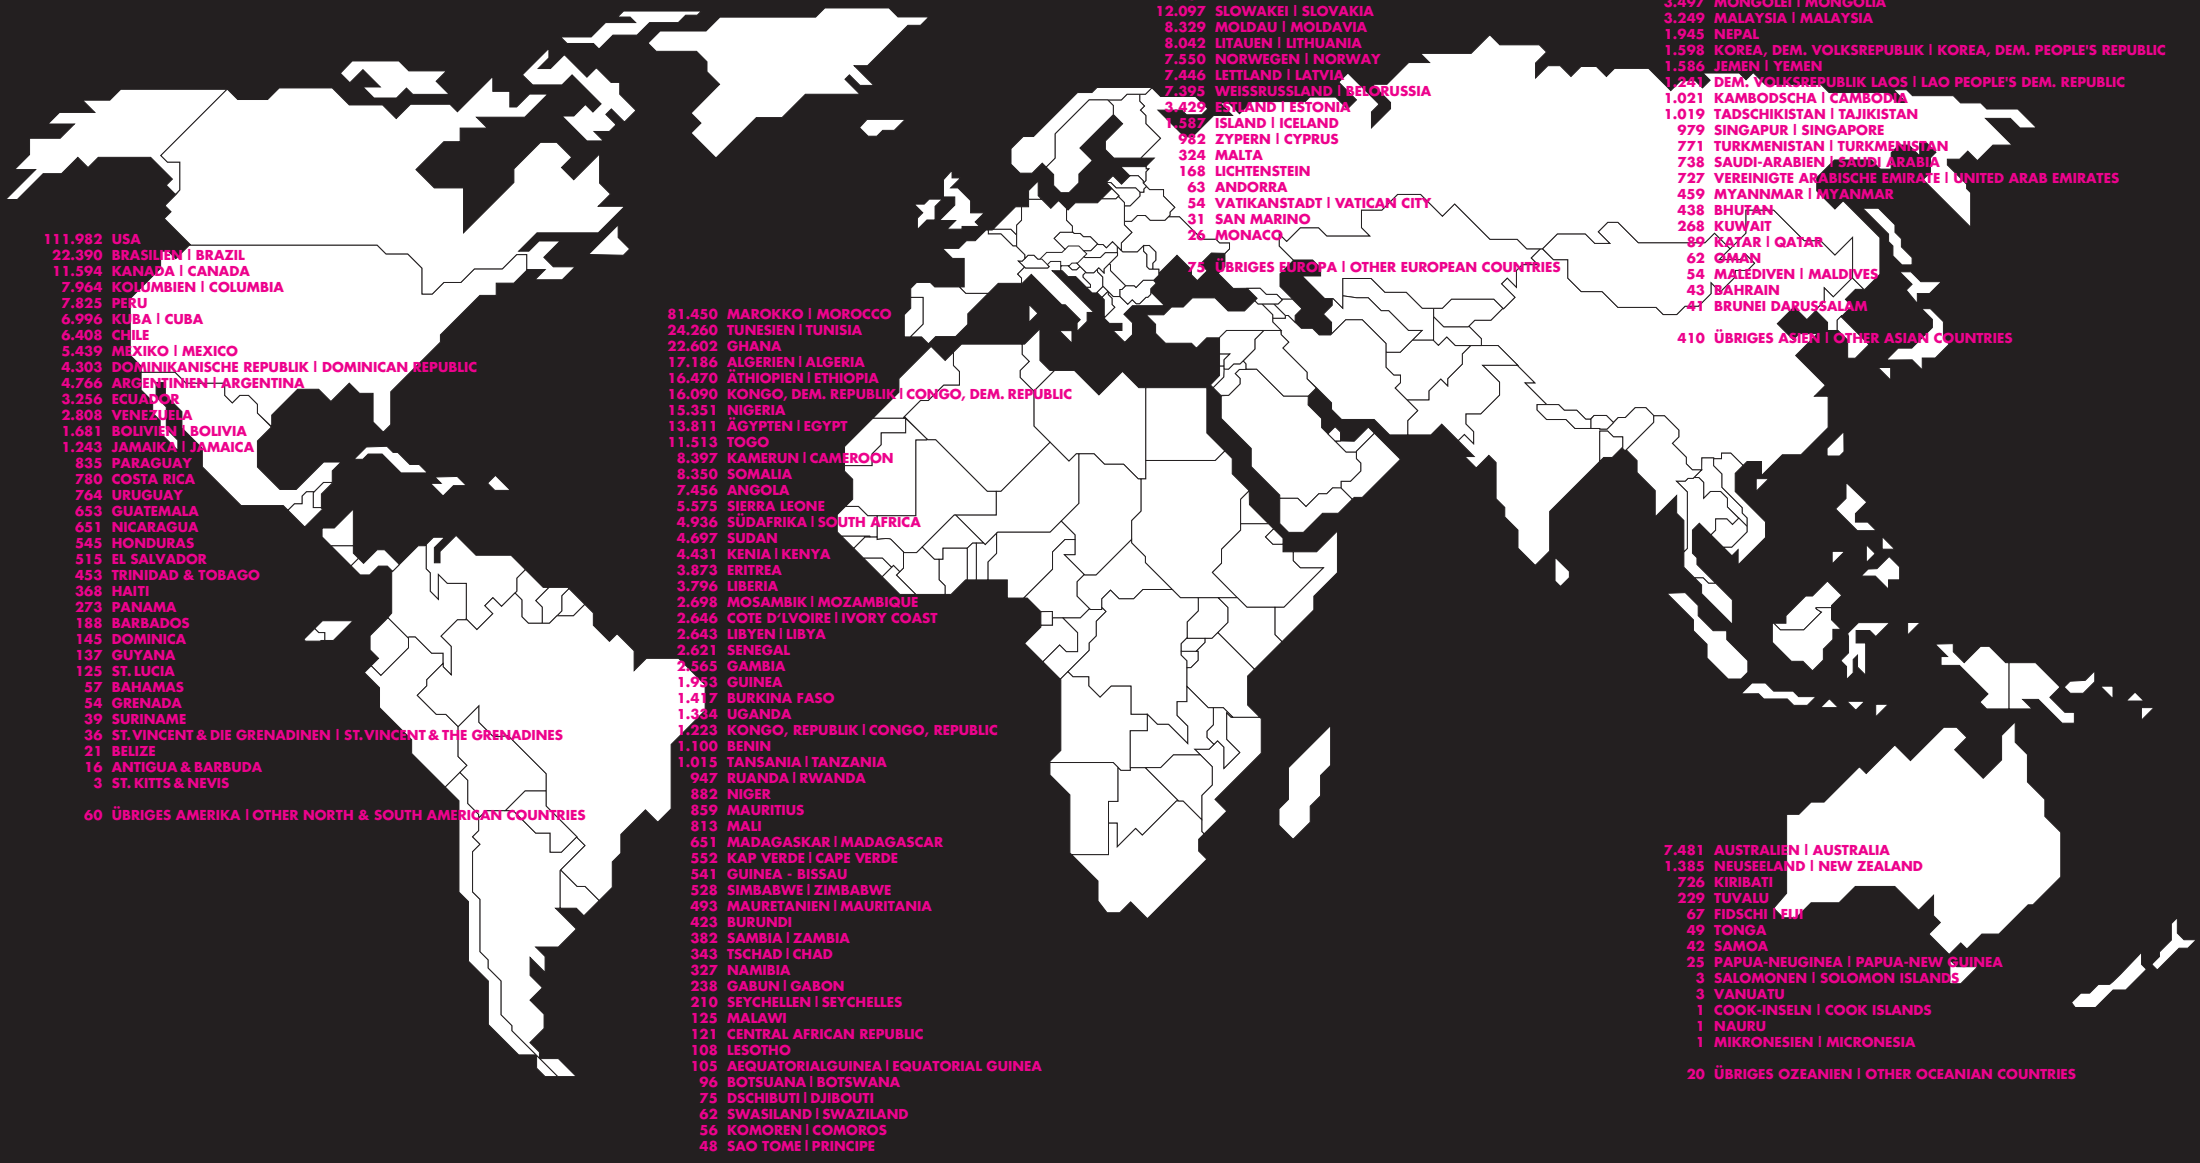 111.982 USA
22.390 BRASILIEN | BRAZIL
11.594 KANADA | CANADA
7.964 KOLUMBIEN | COLUMBIA
7.825 PERU
6.996 KUBA | CUBA
6.408 CHILE
5.439 MEXIKO | MEXICO
4.303 DOMINIKANISCHE REPUBLIK | DOMINICAN REPUBLIC
4.766 ARGENTINIEN | ARGENTINA
3.256 ECUADOR
2.808 VENEZUELA
1.681 BOLIVIEN | BOLIVIA
1.243 JAMAIKA | JAMAICA
835 PARAGUAY
780 COSTA RICA
764 URUGUAY
653 GUATEMALA
651 NICARAGUA
545 HONDURAS
515 EL SALVADOR
453 TRINIDAD & TOBAGO
368 HAITI
273 PANAMA
188 BARBADOS
145 DOMINICA
137 GUYANA
125 ST. LUCIA
57 BAHAMAS
54 GRENADA
39 SURINAME
36 ST. VINCENT & DIE GRENADINEN | ST. VINCENT & THE GRENADINES
21 BELIZE
16 ANTIGUA & BARBUDA
3 ST. KITTS & NEVIS
60 ÜBRIGES AMERIKA | OTHER NORTH & SOUTH AMERICAN COUNTRIES
81.450 MAROKKO | MOROCCO
24.260 TUNESIEN | TUNISIA
22.602 GHANA
17.186 ALGERIEN | ALGERIA
16.470 ÄTHIOPIEN | ETHIOPIA
16.090 KONGO, DEM. REPUBLIK | CONGO, DEM. REPUBLIC
15.351 NIGERIA
13.811 ÄGYPTEN | EGYPT
11.513 TOGO
8.397 KAMERUN | CAMEROON
8.350 SOMALIA
7.456 ANGOLA
5.575 SIERRA LEONE
4.936 SÜDAFRIKA | SOUTH AFRICA
4.697 SUDAN
4.431 KENIA | KENYA
3.873 ERITREA
3.796 LIBERIA
2.698 MOSAMBIK | MOZAMBIQUE
2.646 COTE D'LVOIRE | IVORY COAST
2.643 LIBYEN | LIBYA
2.621 SENEGAL
2.565 GAMBIA
1.953 GUINEA
1.417 BURKINA FASO
1.334 UGANDA
1.223 KONGO, REPUBLIK | CONGO, REPUBLIC
1.100 BENIN
1.015 TANSANIA | TANZANIA
947 RUANDA | RWANDA
882 NIGER
859 MAURITIUS
813 MALI
651 MADAGASKAR | MADAGASCAR
552 KAP VERDE | CAPE VERDE
541 GUINEA - BISSAU
528 SIMBABWE | ZIMBABWE
493 MAURETANIEN | MAURITANIA
423 BURUNDI
382 SAMBIA | ZAMBIA
343 TSCHAD | CHAD
327 NAMIBIA
238 GABUN | GABON
210 SEYCHELLEN | SEYCHELLES
125 MALAWI
121 CENTRAL AFRICAN REPUBLIC
108 LESOTHO
105 AEQUATORIALGUINEA | EQUATORIAL GUINEA
96 BOTSUANA | BOTSWANA
75 DSCHIBUTI | DJIBOUTI
62 SWASILAND | SWAZILAND
56 KOMOREN | COMOROS
48 SAO TOME | PRINCIPE
12.097 SLOWAKEI | SLOVAKIA
8.329 MOLDAU | MOLDAVIA
8.042 LITAUEN | LITHUANIA
7.550 NORWEGEN | NORWAY
7.446 LETTLAND | LATVIA
7.395 WEISSRUSSLAND | BELORUSSIA
3.429 ESTLAND | ESTONIA
1.587 ISLAND | ICELAND
982 ZYPERN | CYPRUS
324 MALTA
168 LICHTENSTEIN
63 ANDORRA
54 VATIKANSTADT | VATICAN CITY
31 SAN MARINO
26 MONACO
75 ÜBRIGES EUROPA | OTHER EUROPEAN COUNTRIES
3.497 MONGOLEI | MONGOLIA
3.249 MALAYSIA | MALAYSIA
1.945 NEPAL
1.598 KOREA, DEM. VOLKSREPUBLIK | KOREA, DEM. PEOPLE'S REPUBLIC
1.586 JEMEN | YEMEN
1.241 DEM. VOLKSREPUBLIK LAOS | LAO PEOPLE'S DEM. REPUBLIC
1.021 KAMBODSCHA | CAMBODIA
1.019 TADSCHIKISTAN | TAJIKISTAN
979 SINGAPUR | SINGAPORE
771 TURKMENISTAN | TURKMENISTAN
738 SAUDI-ARABIEN | SAUDI ARABIA
727 VEREINIGTE ARABISCHE EMIRATE | UNITED ARAB EMIRATES
459 MYANNMAR | MYANMAR
438 BHUTAN
268 KUWAIT
89 KATAR | QATAR
62 OMAN
54 MALEDIVEN | MALDIVES
43 BAHRAIN
41 BRUNEI DARUSSALAM
410 ÜBRIGES ASIEN | OTHER ASIAN COUNTRIES
7.481 AUSTRALIEN | AUSTRALIA
1.385 NEUSEELAND | NEW ZEALAND
726 KIRIBATI
229 TUVALU
67 FIDSCHI | FIJI
49 TONGA
42 SAMOA
25 PAPUA-NEUGINEA | PAPUA-NEW GUINEA
3 SALOMONEN | SOLOMON ISLANDS
3 VANUATU
1 COOK-INSELN | COOK ISLANDS
1 NAURU
1 MIKRONESIEN | MICRONESIA
20 ÜBRIGES OZEANIEN | OTHER OCEANIAN COUNTRIES